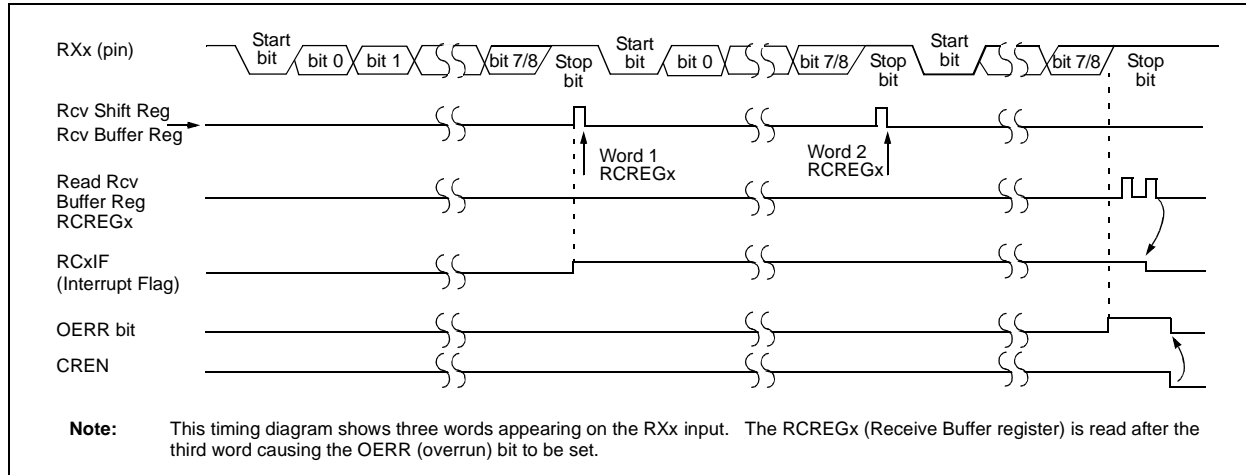 RXx (pin)
Start bit
bit 0
bit 1
bit 7/8
Stop bit
Start bit
bit 0
bit 7/8
Stop bit
Start bit
bit 7/8
Stop bit
Rcv Shift Reg
Rcv Buffer Reg
Word 1
RCREGx
Word 2
RCREGx
Read Rcv
Buffer Reg
RCREGx
RCxIF
(Interrupt Flag)
OERR bit
CREN
Note: This timing diagram shows three words appearing on the RXx input. The RCREGx (Receive Buffer register) is read after the
third word causing the OERR (overrun) bit to be set.